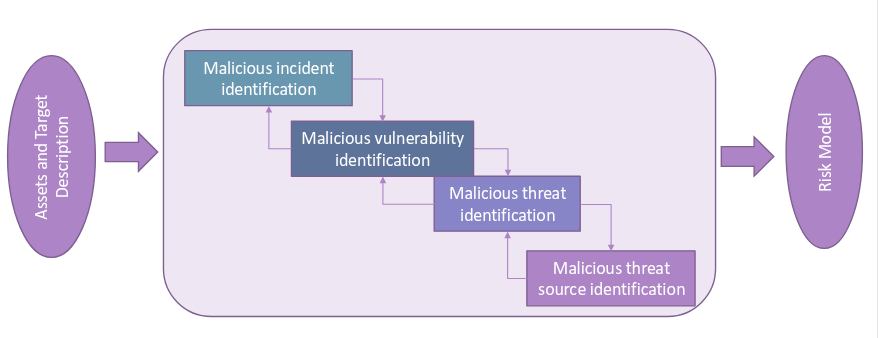 Assets and Target
Description
Malicious incident
identification
Malicious vulnerability
identification
Malicious threat
identification
Malicious threat
source identification
Risk Model